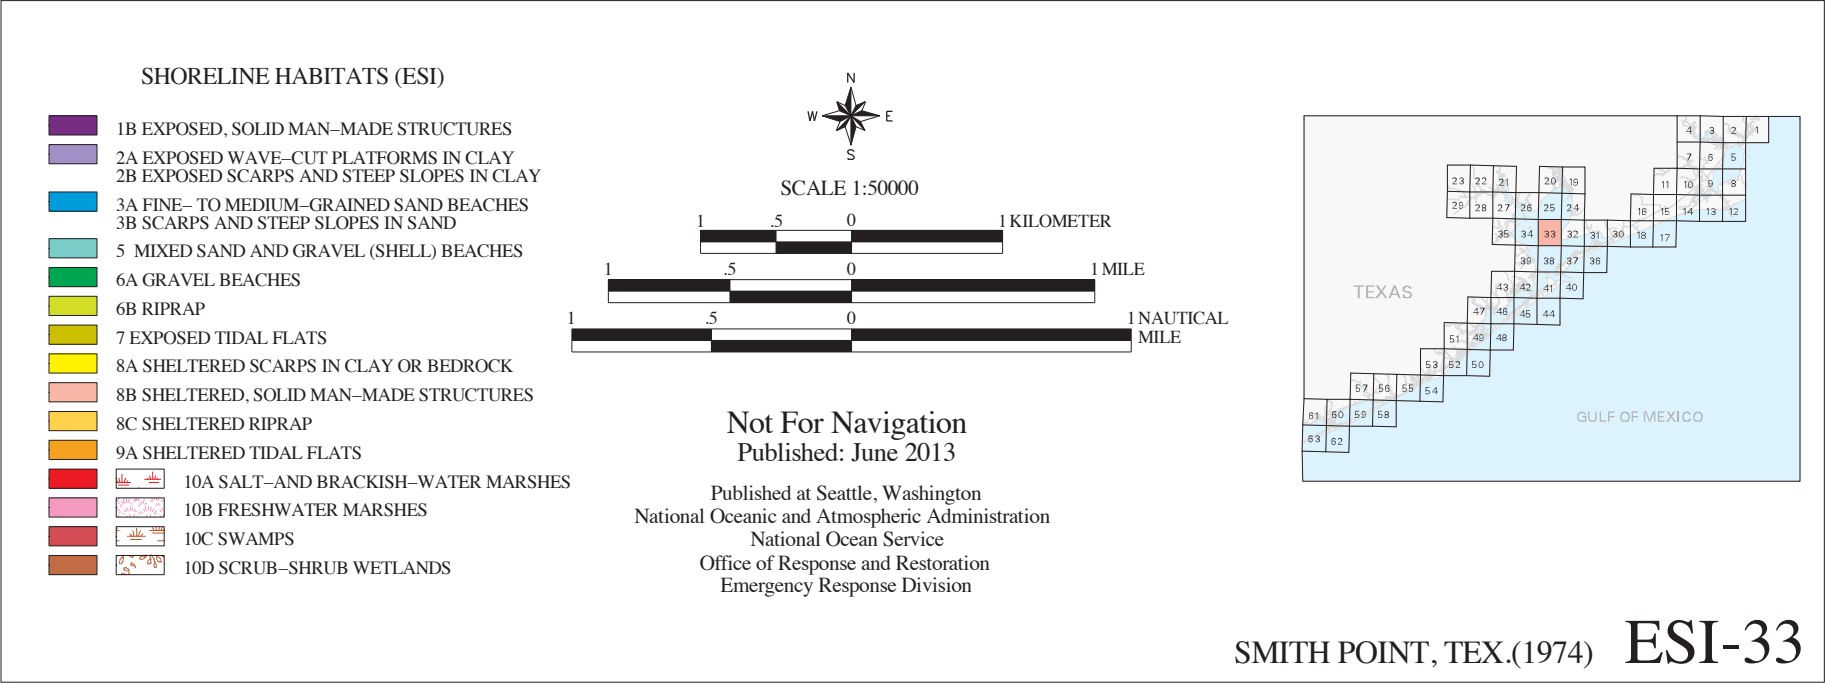 SHORELINE HABITATS (ESI)
1B EXPOSED, SOLID MAN–MADE STRUCTURES
2A EXPOSED WAVE–CUT PLATFORMS IN CLAY
2B EXPOSED SCARPS AND STEEP SLOPES IN CLAY
3A FINE– TO MEDIUM–GRAINED SAND BEACHES
3B SCARPS AND STEEP SLOPES IN SAND
5 MIXED SAND AND GRAVEL (SHELL) BEACHES
6A GRAVEL BEACHES
6B RIPRAP
7 EXPOSED TIDAL FLATS
8A SHELTERED SCARPS IN CLAY OR BEDROCK
8B SHELTERED, SOLID MAN–MADE STRUCTURES
8C SHELTERED RIPRAP
9A SHELTERED TIDAL FLATS
10A SALT–AND BRACKISH–WATER MARSHES
10B FRESHWATER MARSHES
10C SWAMPS
10D SCRUB–SHRUB WETLANDS
N
W E
S
SCALE 1:50000
1 .5 0 1 KILOMETER
1 .5 0 1 MILE
1 .5 0 1 NAUTICAL
MILE
Not For Navigation
Published: June 2013
Published at Seattle, Washington
National Oceanic and Atmospheric Administration
National Ocean Service
Office of Response and Restoration
Emergency Response Division
4 3 2 1
7 6 5
23 22 21 20 19 11 10 9 8
29 28 27 26 25 24 16 15 14 13 12
35 34 33 32 31 30 18 17
39 38 37 36
TEXAS
43 42 41 40
47 46 45 44
51 49 48
53 52 50
57 56 55 54
61 60 59 58
GULF OF MEXICO
63 62
SMITH POINT, TEX.(1974) ESI-33